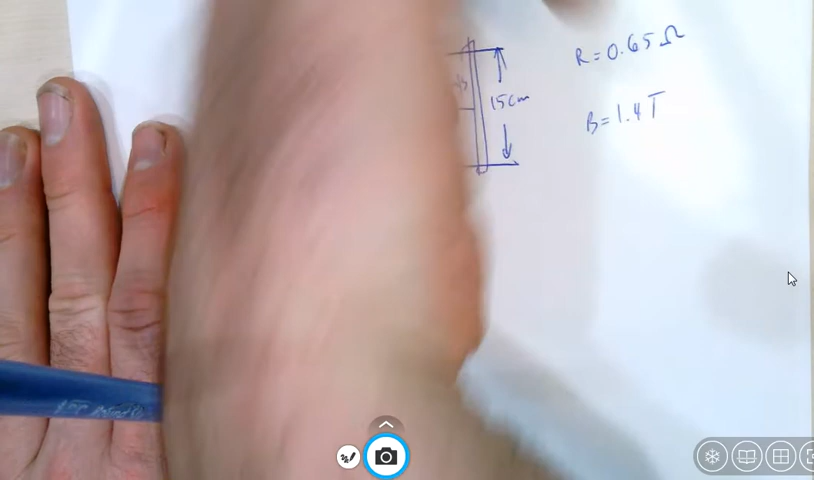 R = 0.65 Ω
15cm
B = 1.4 T